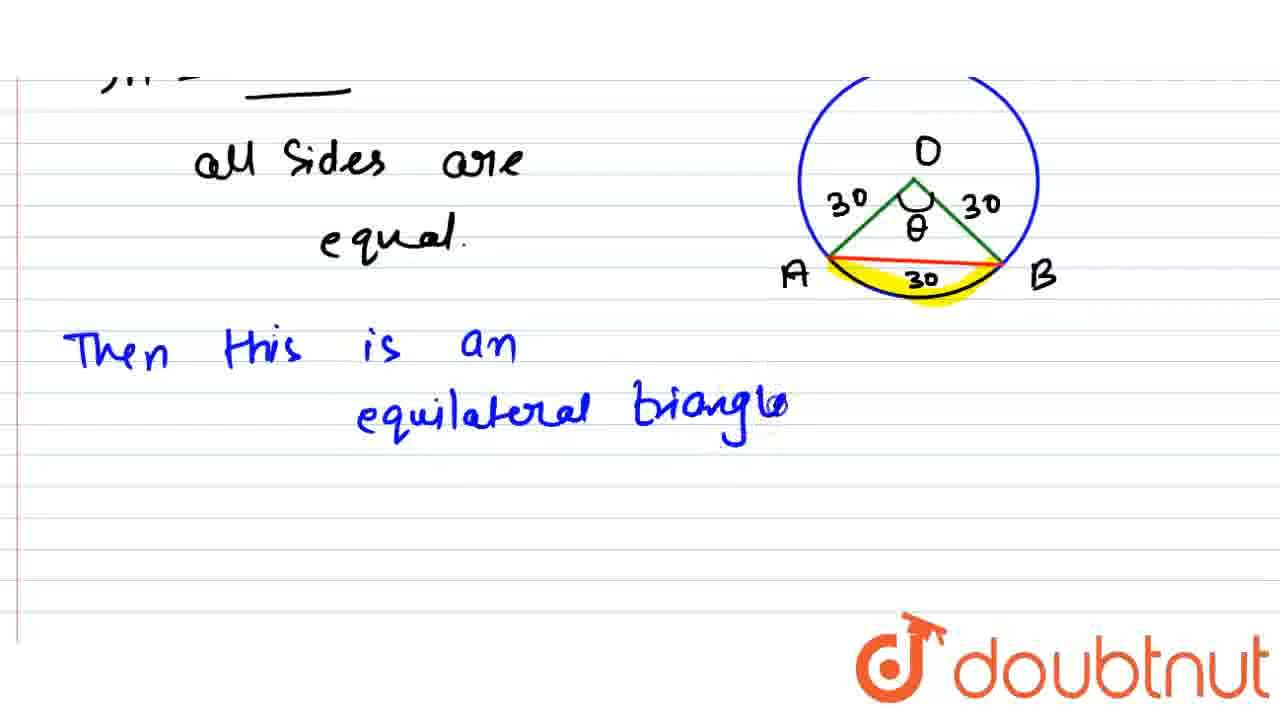 all sides are
equal.
Then this is an
equilateral triangle
O
30
30
θ
A
30
B
doubtnut